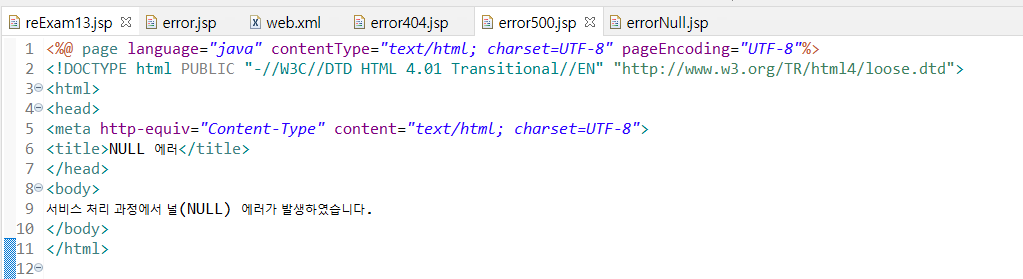 reExam13.jsp error.jsp web.xml error404.jsp error500.jsp errorNull.jsp
1 <%@ page language="java" contentType="text/html; charset=UTF-8" pageEncoding="UTF-8"%>
2 <!DOCTYPE html PUBLIC "-//W3C//DTD HTML 4.01 Transitional//EN" "http://www.w3.org/TR/html4/loose.dtd">
3 <html>
4 <head>
5 <meta http-equiv="Content-Type" content="text/html; charset=UTF-8">
6 <title>NULL 에러</title>
7 </head>
8 <body>
9 서비스 처리 과정에서 널(NULL) 에러가 발생하였습니다.
10 </body>
11 </html>
12